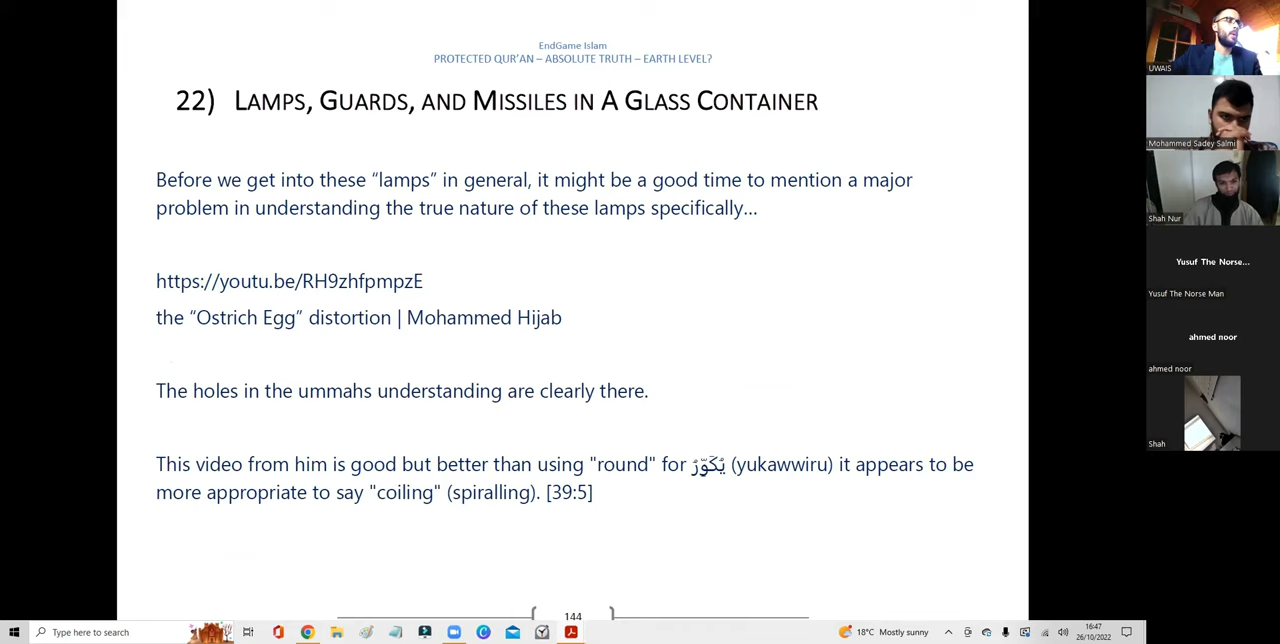 EndGame Islam
PROTECTED QUR'AN – ABSOLUTE TRUTH – EARTH LEVEL?
22) LAMPS, GUARDS, AND MISSILES IN A GLASS CONTAINER
Before we get into these “lamps” in general, it might be a good time to mention a major
problem in understanding the true nature of these lamps specifically…
https://youtu.be/RH9zhfpmpzE
the “Ostrich Egg” distortion | Mohammed Hijab
The holes in the ummahs understanding are clearly there.
This video from him is good but better than using "round" for يُكَوِّرُ (yukawwiru) it appears to be
more appropriate to say "coiling" (spiralling). [39:5]
144
UWAIS
Mohammed Sadey Salmi
Shah Nur
Yusuf The Norse...
Yusuf The Norse Man
ahmed noor
ahmed noor
Shah
Type here to search
18°C Mostly sunny
16:47
26/10/2022